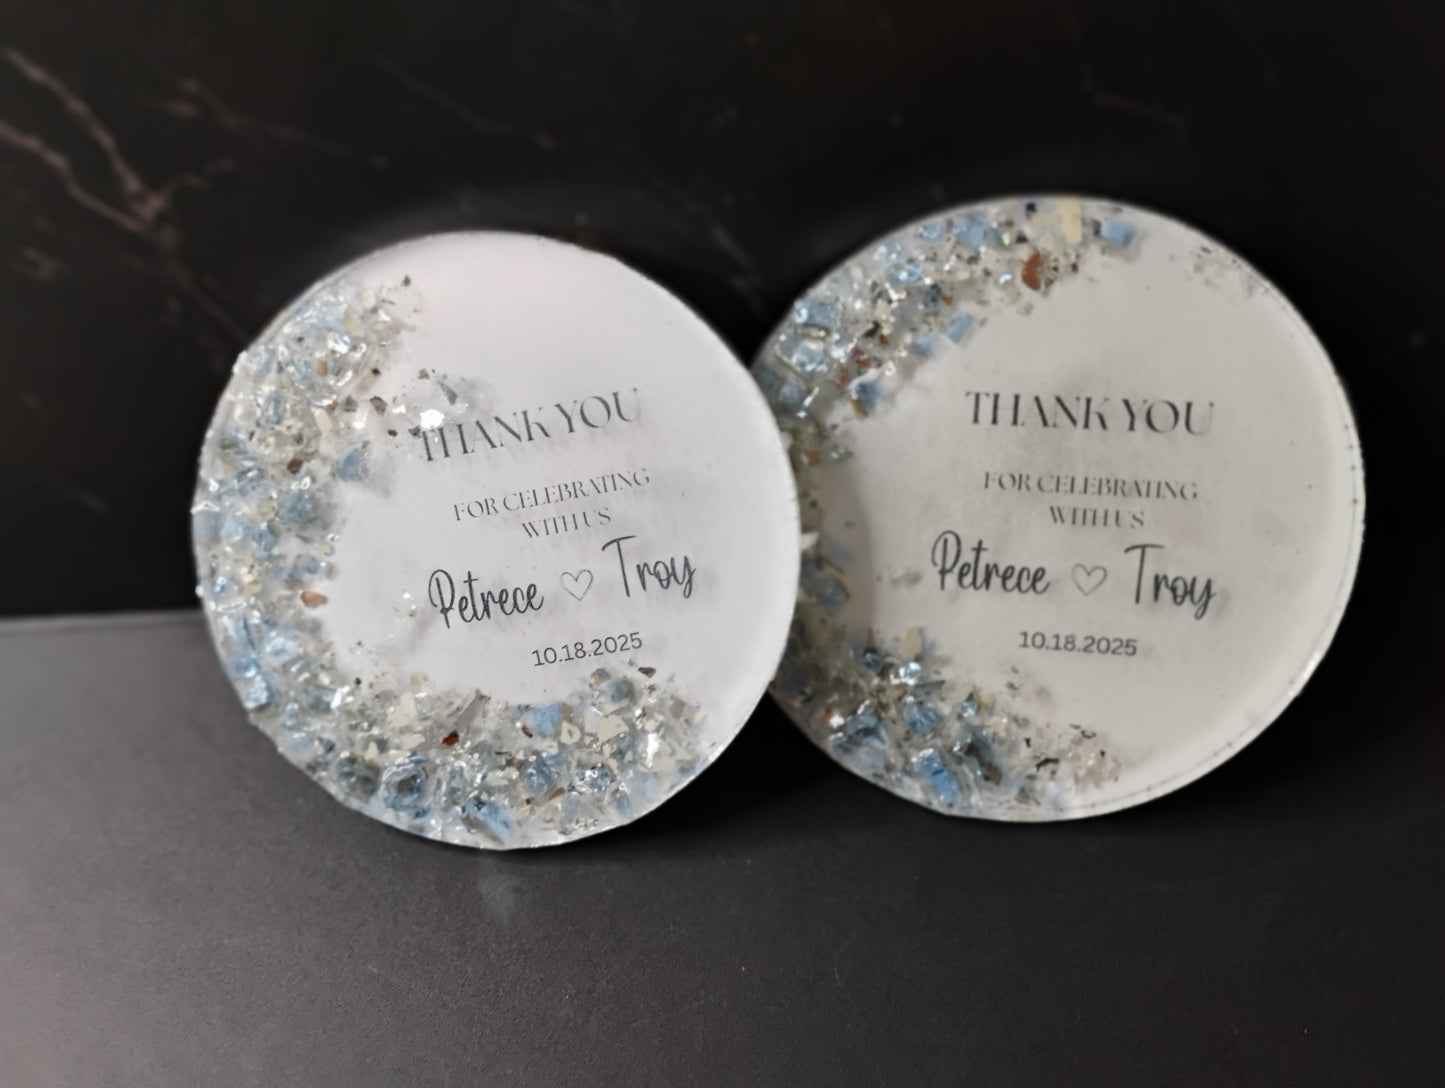 THANK YOU
FOR CELEBRATING
WITH US
Petrece ♡ Troy
10.18.2025
THANK YOU
FOR CELEBRATING
WITH US
Petrece ♡ Troy
10.18.2025